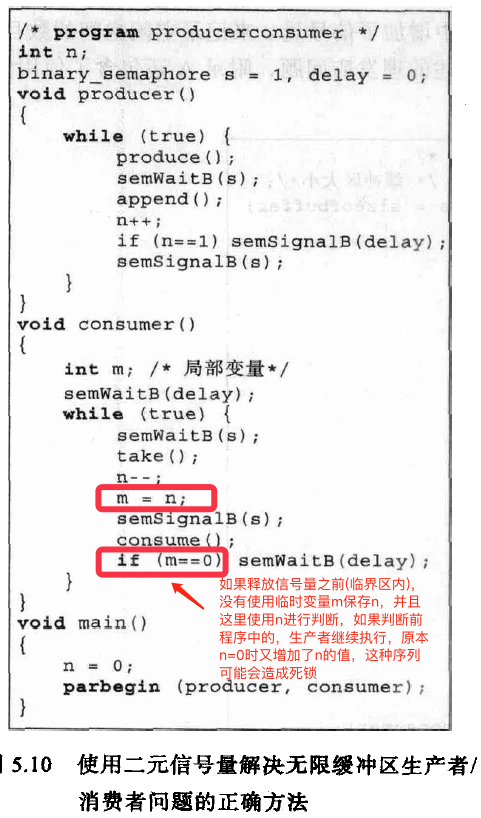 /* program producerconsumer */
int n;
binary_semaphore s = 1, delay = 0;
void producer()
{
while (true) {
produce();
semWaitB(s);
append();
n++;
if (n==1) semSignalB(delay);
semSignalB(s);
}
}
void consumer()
{
int m; /* 局部变量*/
semWaitB(delay);
while (true) {
semWaitB(s);
take();
n--;
m = n;
semSignalB(s);
consume();
if (m==0) semWaitB(delay);
}
}
void main()
{
n = 0;
parbegin (producer, consumer);
}
如果释放信号量之前(临界区内),
没有使用临时变量m保存n，并且
这里使用n进行判断，如果判断前
程序中的，生产者继续执行，原本
n=0时又增加了n的值，这种序列
可能会造成死锁
5.10 使用二元信号量解决无限缓冲区生产者/
消费者问题的正确方法